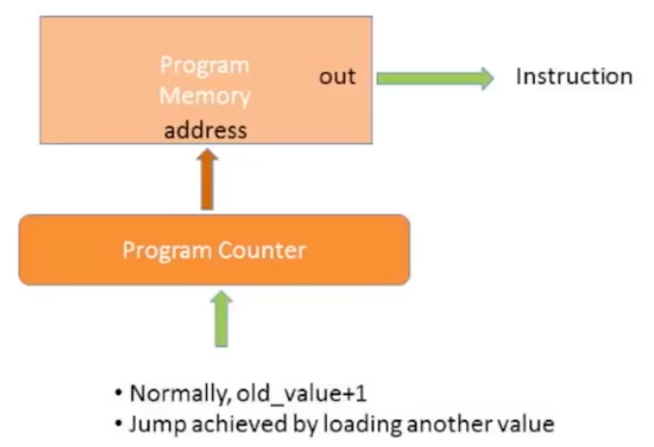 Program
Memory
out
Instruction
address
Program Counter
• Normally, old_value+1
• Jump achieved by loading another value